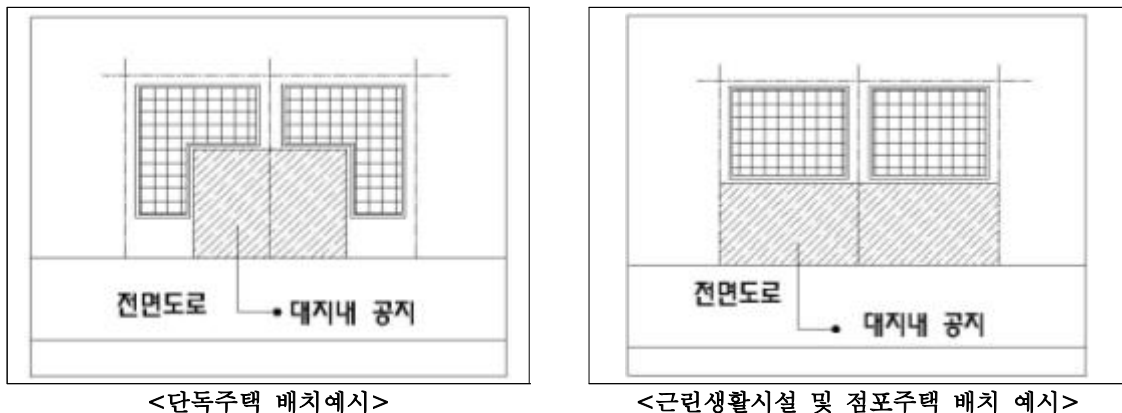 전면도로
대지내 공지
<단독주택 배치예시>
전면도로
대지내 공지
<근린생활시설 및 점포주택 배치 예시>